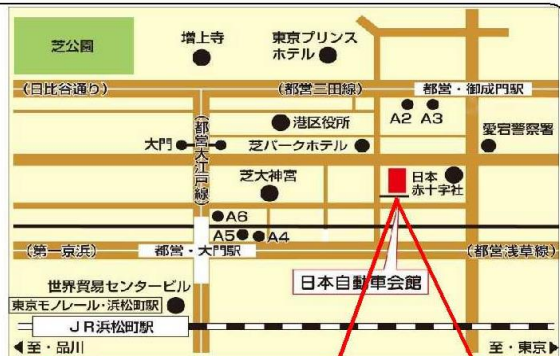 芝公園
増上寺
東京プリンス
ホテル
(日比谷通り)
(都営三田線)
都営・御成門駅
A2
A3
港区役所
愛宕警察署
大門
(都営大江戸線)
芝パークホテル
芝大神宮
日本
赤十字社
A6
A5
A4
(第一京浜)
都営・大門駅
(都営浅草線)
日本自動車会館
世界貿易センタービル
東京モノレール・浜松町駅
JR浜松町駅
至・品川
至・東京